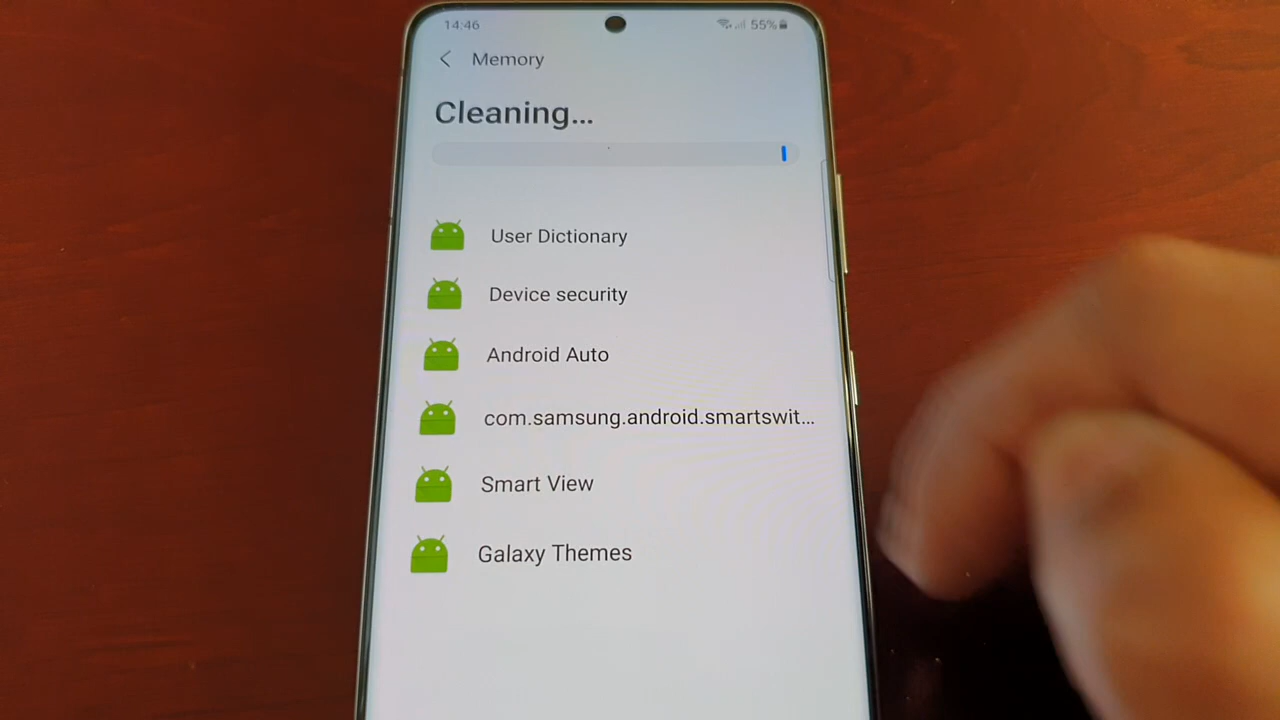 14:46
55%
Memory
Cleaning...
User Dictionary
Device security
Android Auto
com.samsung.android.smartswit...
Smart View
Galaxy Themes